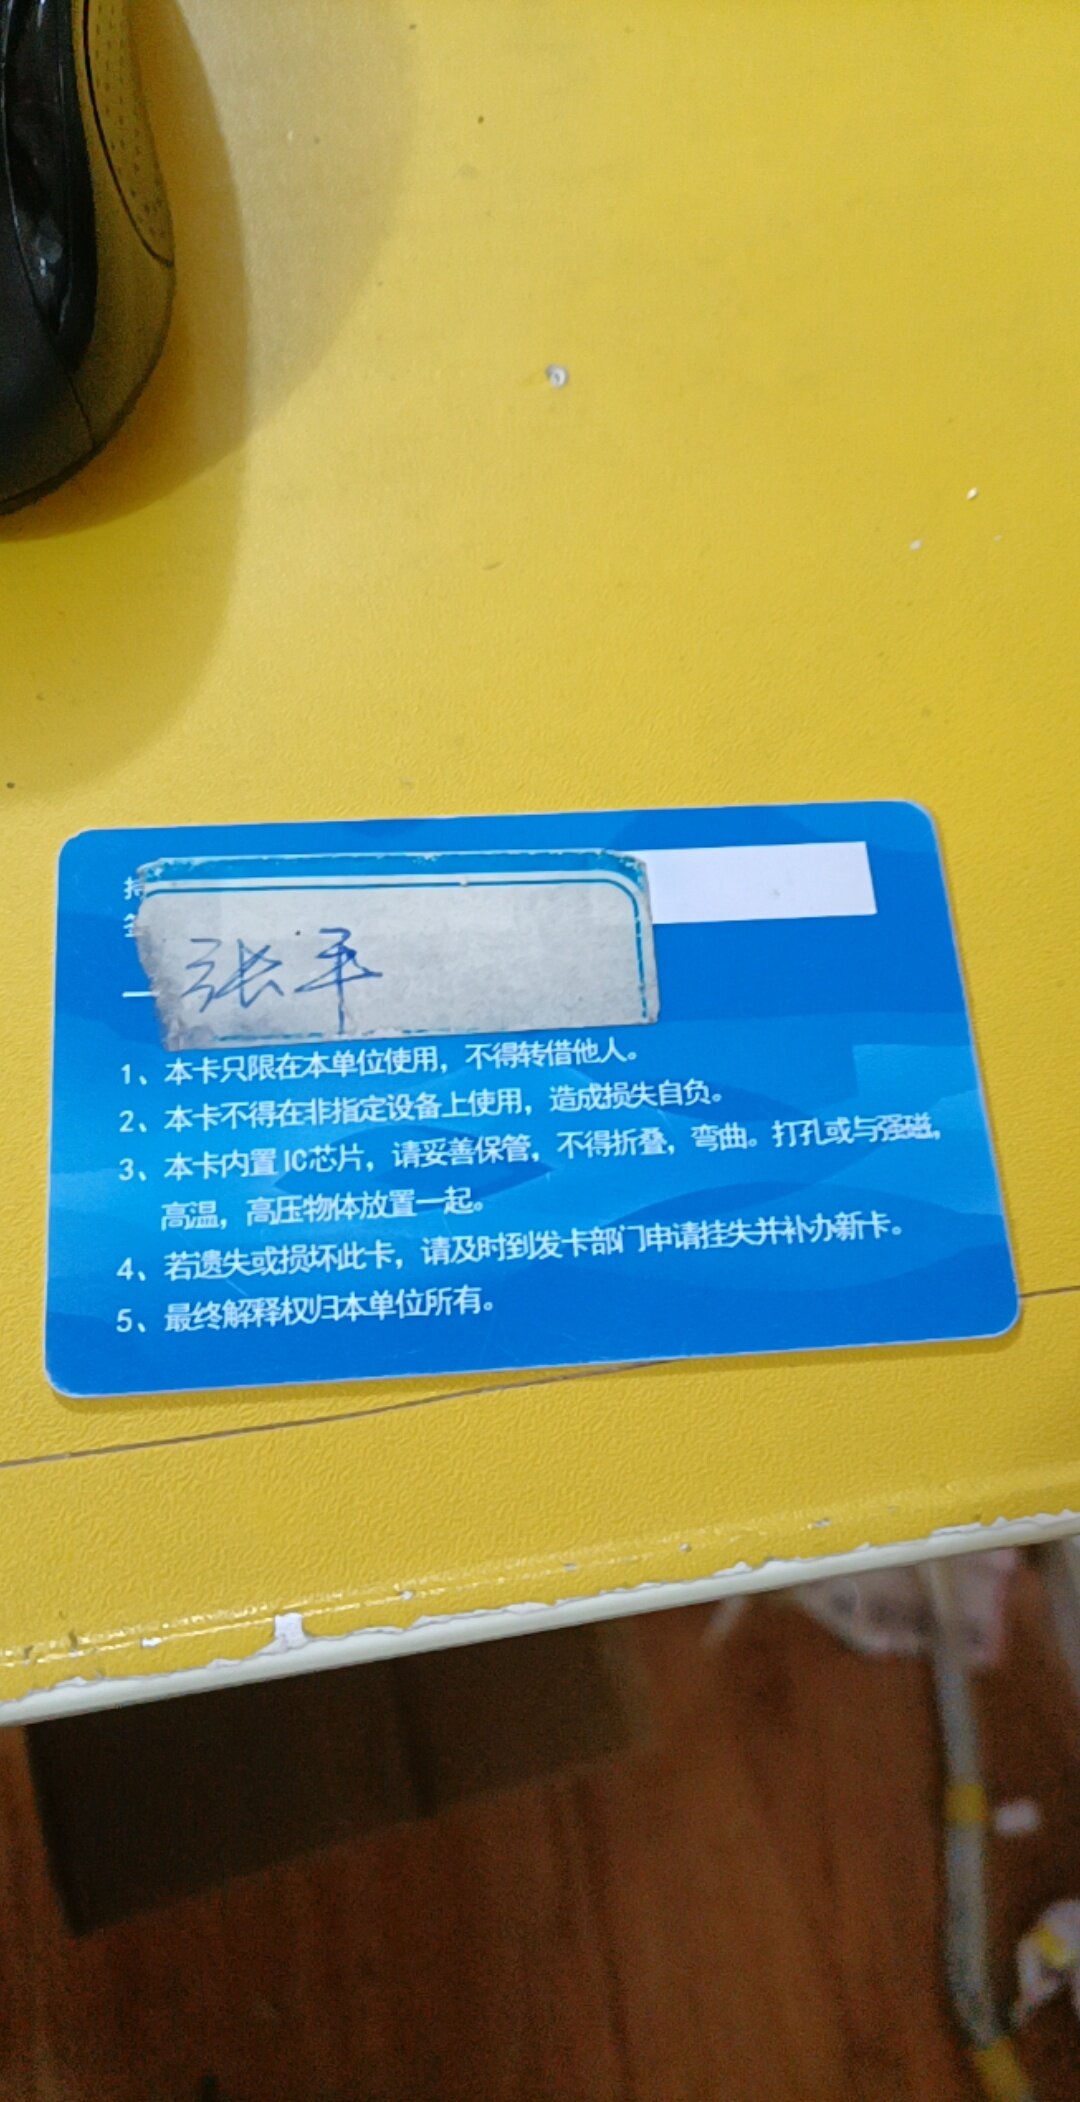 持
签
张平
1、本卡只限在本单位使用，不得转借他人。
2、本卡不得在非指定设备上使用，造成损失自负。
3、本卡内置IC芯片，请妥善保管，不得折叠，弯曲。打孔或与强磁，
高温，高压物体放置一起。
4、若遗失或损坏此卡，请及时到发卡部门申请挂失并补办新卡。
5、最终解释权归本单位所有。